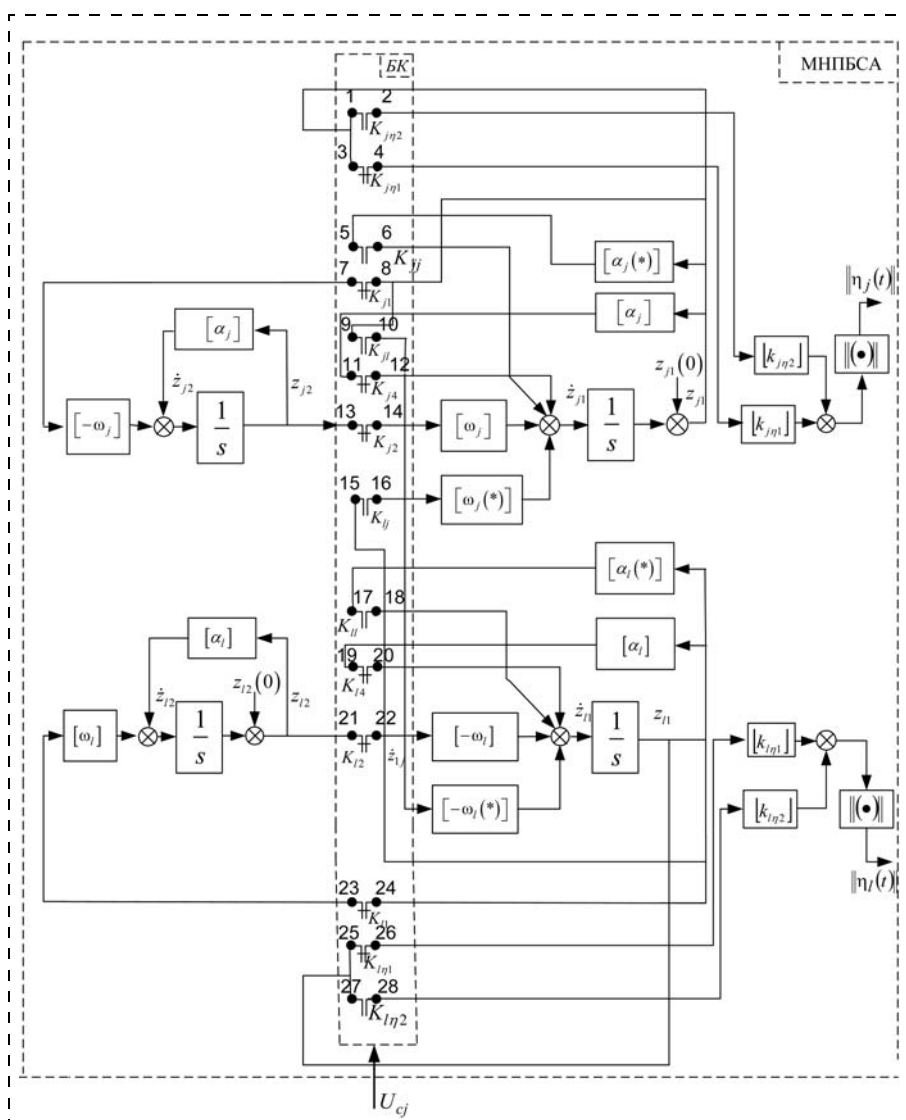 БК
МНПБСА
1 2
K_{jη2}
3 4
K_{jη1}
5 6
K_{jj}
[α_j(*)]
‖η_j(t)‖
7 8
K_{j1}
[α_j]
[α_j]
9 10
K_{jl}
⌊k_{jη2}⌋
‖(•)‖
ż_{j2}
z_{j2}
11 12
K_{j4}
ż_{j1}
z_{j1}(0)
z_{j1}
[-ω_j]
1/s
13 14
K_{j2}
[ω_j]
1/s
⌊k_{jη1}⌋
15 16
K_{lj}
[ω_j(*)]
[α_l(*)]
17 18
K_{ll}
[α_l]
[α_l]
19 20
K_{l4}
ż_{l2}
z_{l2}(0)
z_{l2}
ż_{l1}
z_{l1}
[ω_l]
1/s
21 22
K_{l2}
ż_{1j}
[-ω_l]
1/s
⌊k_{lη1}⌋
[-ω_l(*)]
⌊k_{lη2}⌋
‖(•)‖
‖η_l(t)‖
23 24
25 26
K_{lη1}
27 28
K_{lη2}
U_{cj}